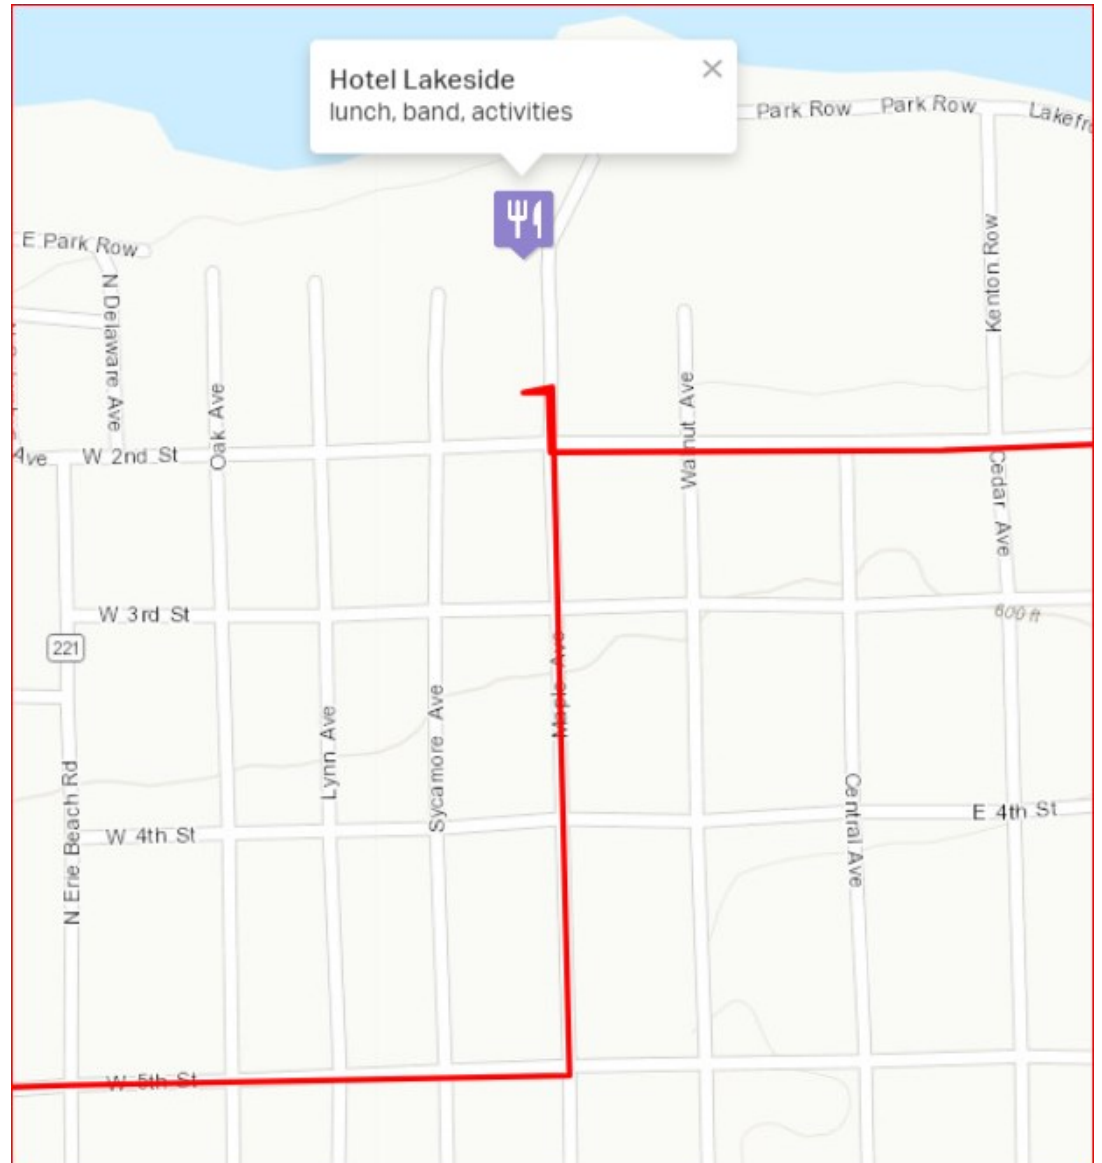 Hotel Lakeside
lunch, band, activities
Park Row
Park Row
E Park Row
N Delaware Ave
Kenton Row
Oak Ave
Walnut Ave
Ave
W 2nd St
Cedar Ave
W 3rd St
600 ft
221
Maple Ave
Lynn Ave
Sycamore Ave
N Erie Beach Rd
Central Ave
E 4th St
W 4th St
W 5th St